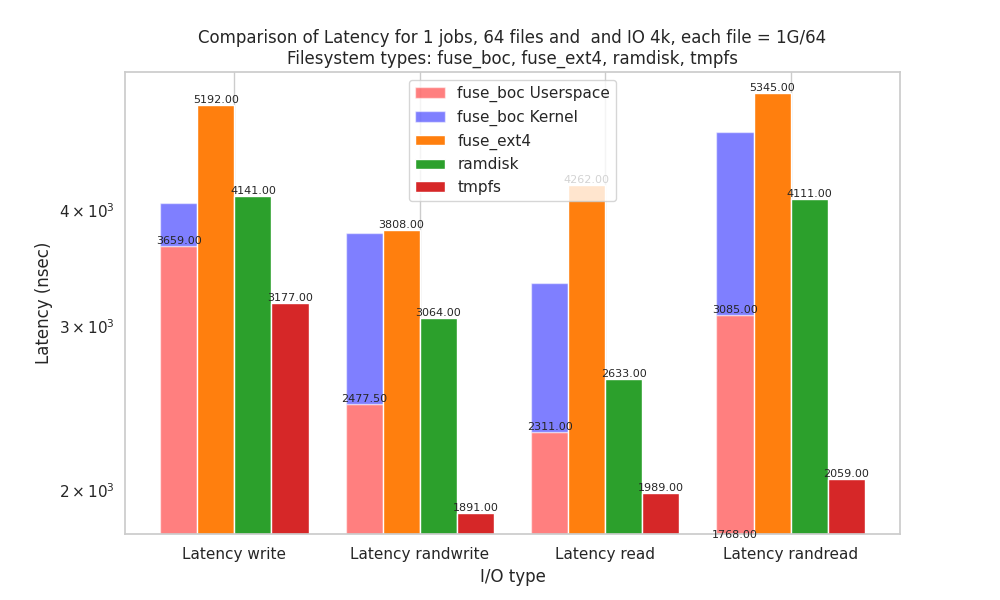 Comparison of Latency for 1 jobs, 64 files and  and IO 4k, each file = 1G/64
Filesystem types: fuse_boc, fuse_ext4, ramdisk, tmpfs
fuse_boc Userspace
fuse_boc Kernel
fuse_ext4
ramdisk
tmpfs
5345.00
5192.00
4262.00
4141.00
4111.00
3808.00
3659.00
3177.00
3064.00
3085.00
2633.00
2477.50
2311.00
2059.00
1989.00
1891.00
1768.00
4 × 10³
3 × 10³
2 × 10³
Latency (nsec)
Latency write
Latency randwrite
Latency read
Latency randread
I/O type